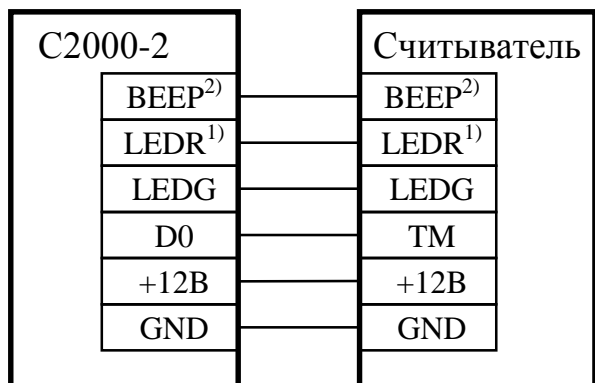 С2000-2 Считыватель
BEEP2) BEEP2)
LEDR1) LEDR1)
LEDG LEDG
D0 TM
+12В +12В
GND GND